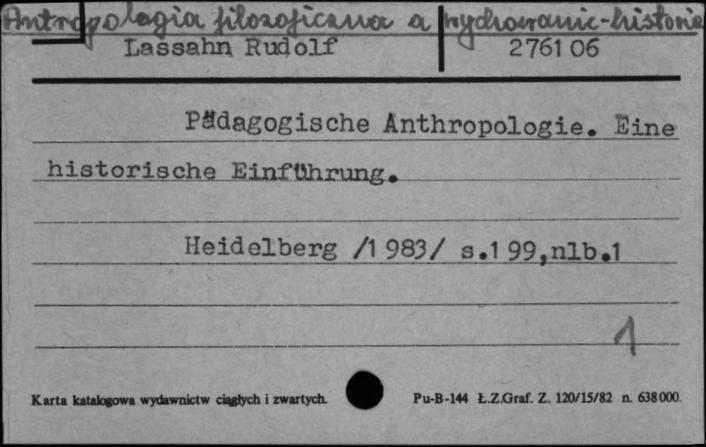 Antropologia filozoficzna a wychowanie-historia
Lassahn Rudolf 276106
Pädagogische Anthropologie. Eine
historische Einführung.
Heidelberg /1983/ s.199,nlb.1
1
Karta katalogowa wydawnictw ciągłych i zwartych. Pu-B-144 Ł.Z.Graf. Z. 120/15/82 n. 638000.